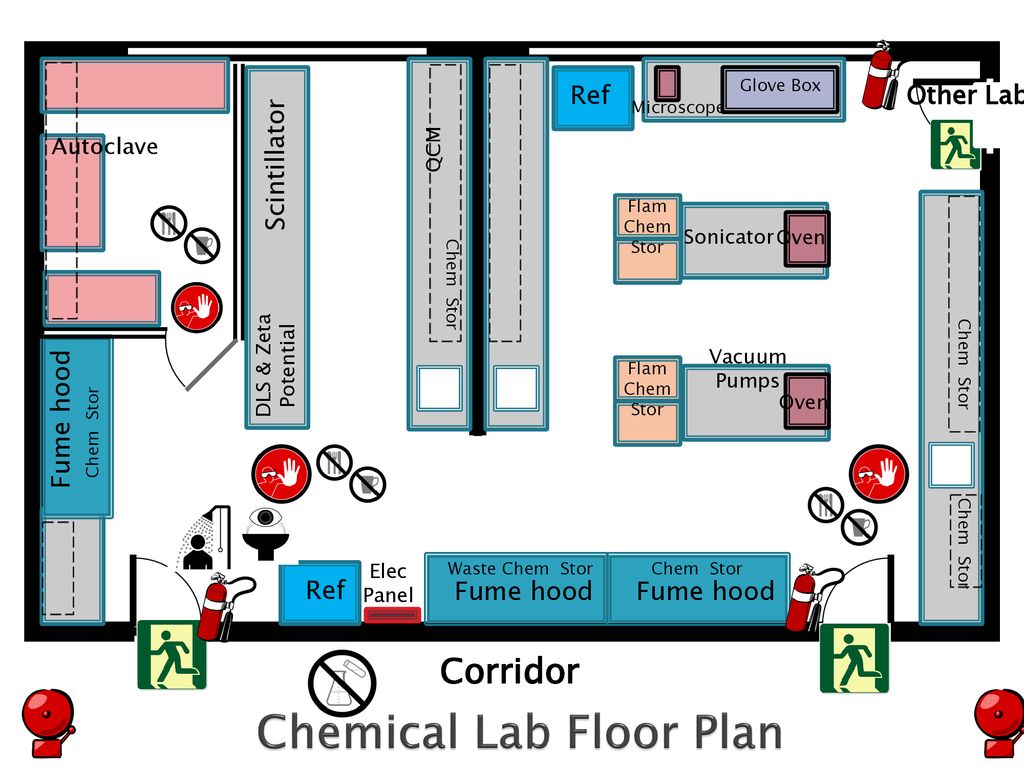 Ref
Glove Box
Microscope
Other Lab
Autoclave
Scintillator
QCM
Chem Stor
Flam
Chem
Stor
Sonicator
Oven
DLS & Zeta
Potential
Fume hood
Chem Stor
Flam
Chem
Stor
Vacuum
Pumps
Oven
Chem Stor
Chem Stor
Ref
Elec
Panel
Waste Chem Stor
Fume hood
Chem Stor
Fume hood
Corridor
Chemical Lab Floor Plan